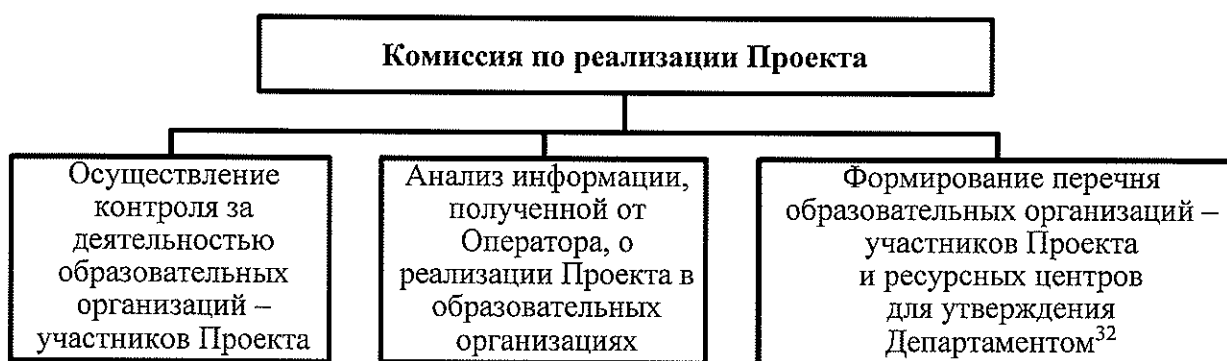 Комиссия по реализации Проекта
Осуществление
контроля за
деятельностью
образовательных
организаций –
участников Проекта
Анализ информации,
полученной от
Оператора, о
реализации Проекта в
образовательных
организациях
Формирование перечня
образовательных организаций –
участников Проекта
и ресурсных центров
для утверждения
Департаментом³²